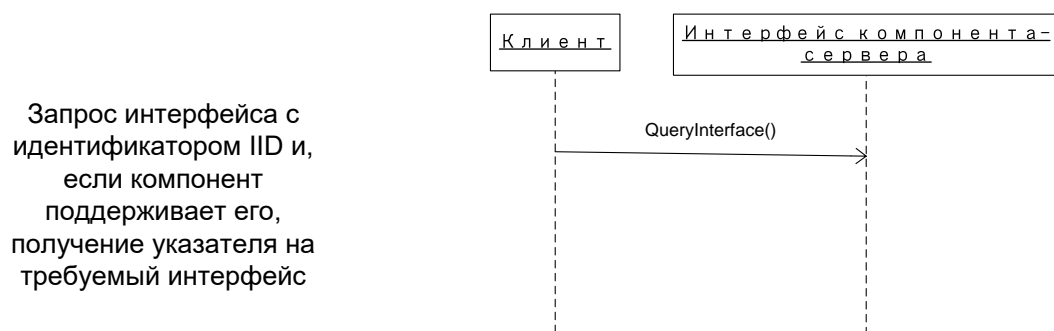 Клиент
Интерфейс компонента-
сервера
Запрос интерфейса с
идентификатором IID и,
если компонент
поддерживает его,
получение указателя на
требуемый интерфейс
QueryInterface()